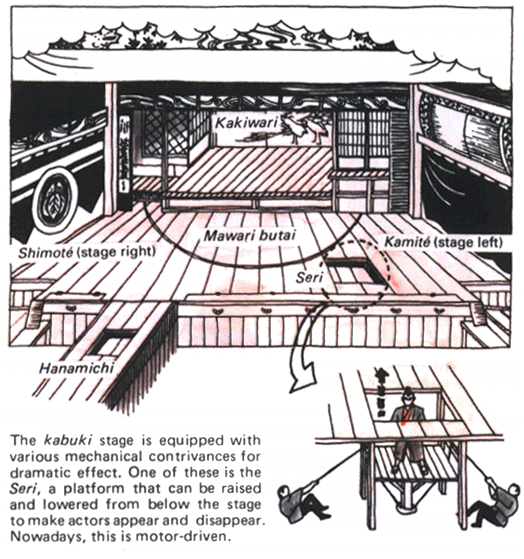 Kakiwari
Mawari butai
Shimoté (stage right)
Kamité (stage left)
Seri
Hanamichi
The kabuki stage is equipped with
various mechanical contrivances for
dramatic effect. One of these is the
Seri, a platform that can be raised
and lowered from below the stage
to make actors appear and disappear.
Nowadays, this is motor-driven.